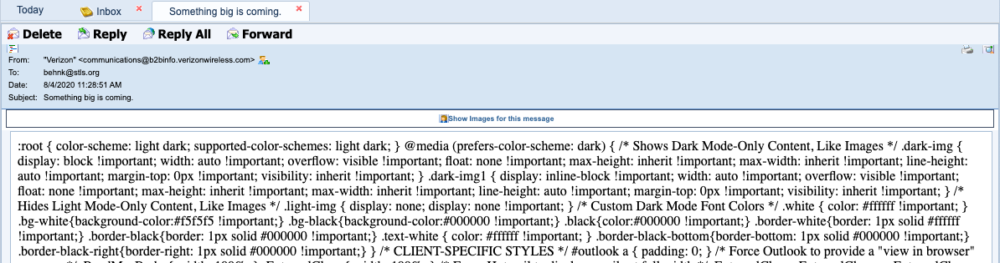 Today
Inbox
Something big is coming.
Delete Reply Reply All Forward
From: "Verizon" <communications@b2binfo.verizonwireless.com>
To: behnk@stls.org
Date: 8/4/2020 11:28:51 AM
Subject: Something big is coming.
Show Images for this message
:root { color-scheme: light dark; supported-color-schemes: light dark; } @media (prefers-color-scheme: dark) { /* Shows Dark Mode-Only Content, Like Images */ .dark-img {
display: block !important; width: auto !important; overflow: visible !important; float: none !important; max-height: inherit !important; max-width: inherit !important; line-height:
auto !important; margin-top: 0px !important; visibility: inherit !important; } .dark-img1 { display: inline-block !important; width: auto !important; overflow: visible !important;
float: none !important; max-height: inherit !important; max-width: inherit !important; line-height: auto !important; margin-top: 0px !important; visibility: inherit !important; } /*
Hides Light Mode-Only Content, Like Images */ .light-img { display: none; display: none !important; } /* Custom Dark Mode Font Colors */ .white { color: #ffffff !important; }
.bg-white{background-color:#f5f5f5 !important;} .bg-black{background-color:#000000 !important;} .black{color:#000000 !important;} .border-white{border: 1px solid #ffffff
!important;} .border-black{border: 1px solid #000000 !important;} .text-white { color: #ffffff !important; } .border-black-bottom{border-bottom: 1px solid #000000 !important;}
.border-black-right{border-right: 1px solid #000000 !important;} } /* CLIENT-SPECIFIC STYLES */ #outlook a { padding: 0; } /* Force Outlook to provide a "view in browser"